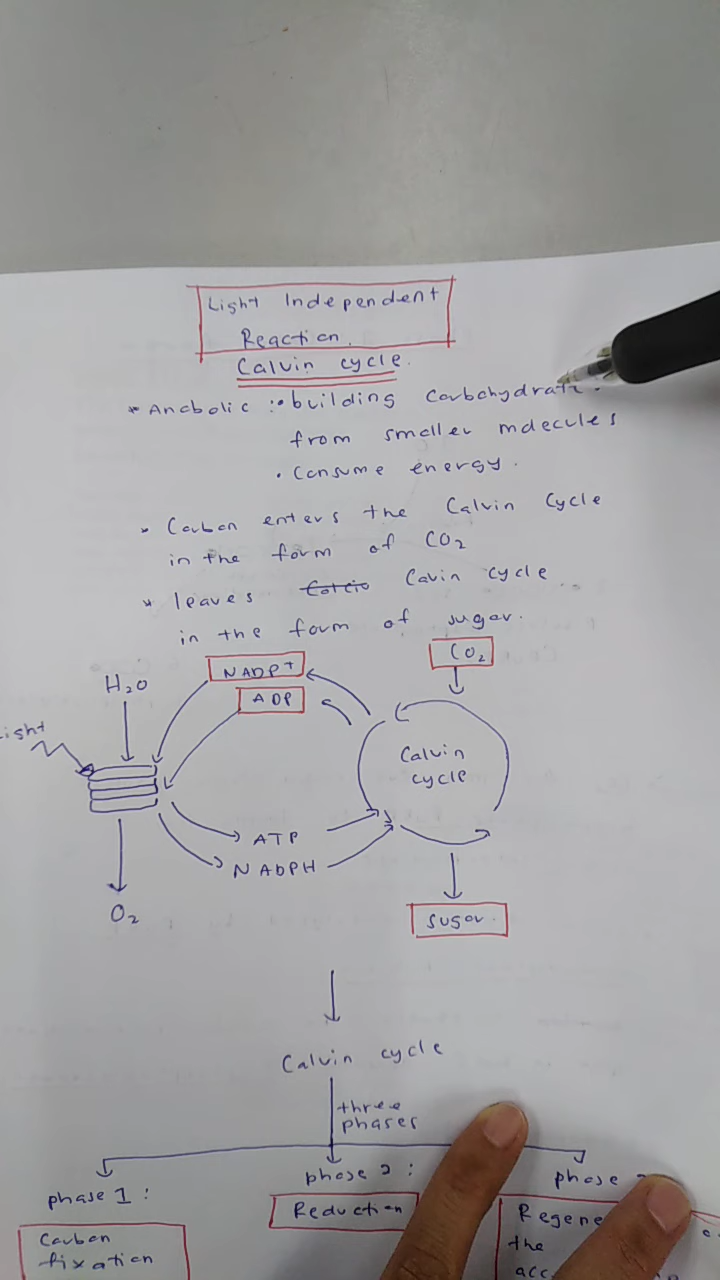 Light Independent
Reaction.
Calvin cycle.
* Anabolic :• building Carbohydrate.
from smaller molecules
• Consume energy.
* Carbon enters the Calvin Cycle
in the form of CO₂
* leaves Cavin cycle
in the form of sugar.
H₂O
NADP+
CO₂
ADP
Light
Calvin
cycle
ATP
NADPH
O₂
sugar.
Calvin cycle
three
phases
phase 1:
phase 2:
phase
Carbon
fixation
Reduction
Regene
the
acc